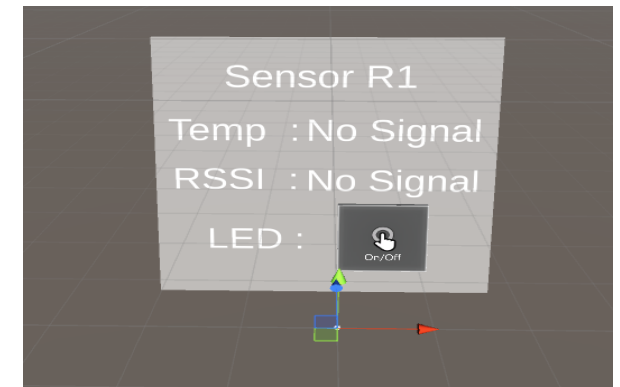 Sensor R1
Temp : No Signal
RSSI : No Signal
LED :
On/Off